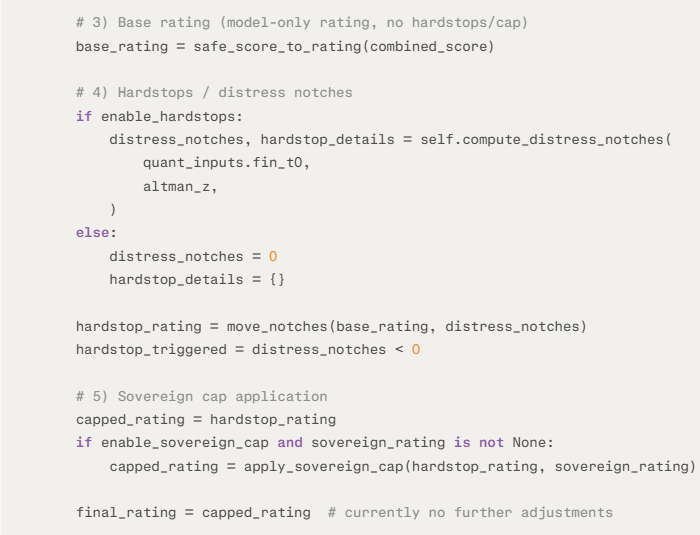 # 3) Base rating (model-only rating, no hardstops/cap)
base_rating = safe_score_to_rating(combined_score)
# 4) Hardstops / distress notches
if enable_hardstops:
distress_notches, hardstop_details = self.compute_distress_notches(
quant_inputs.fin_t0,
altman_z,
)
else:
distress_notches = 0
hardstop_details = {}
hardstop_rating = move_notches(base_rating, distress_notches)
hardstop_triggered = distress_notches < 0
# 5) Sovereign cap application
capped_rating = hardstop_rating
if enable_sovereign_cap and sovereign_rating is not None:
capped_rating = apply_sovereign_cap(hardstop_rating, sovereign_rating)
final_rating = capped_rating  # currently no further adjustments